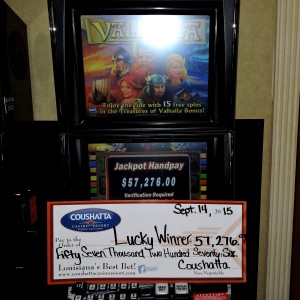 VALHALLA
Enjoy the ride with 15 free spins
in the Treasures of Valhalla Bonus!
Jackpot Handpay
$57,276.00
Verification Required
Sept. 14, 2015
COUSHATTA
CASINO RESORT
Pay to the
Order of Lucky Winner 57,276.
Fifty Seven Thousand Two Hundred Seventy Six
Louisiana's Best Bet! Coushatta